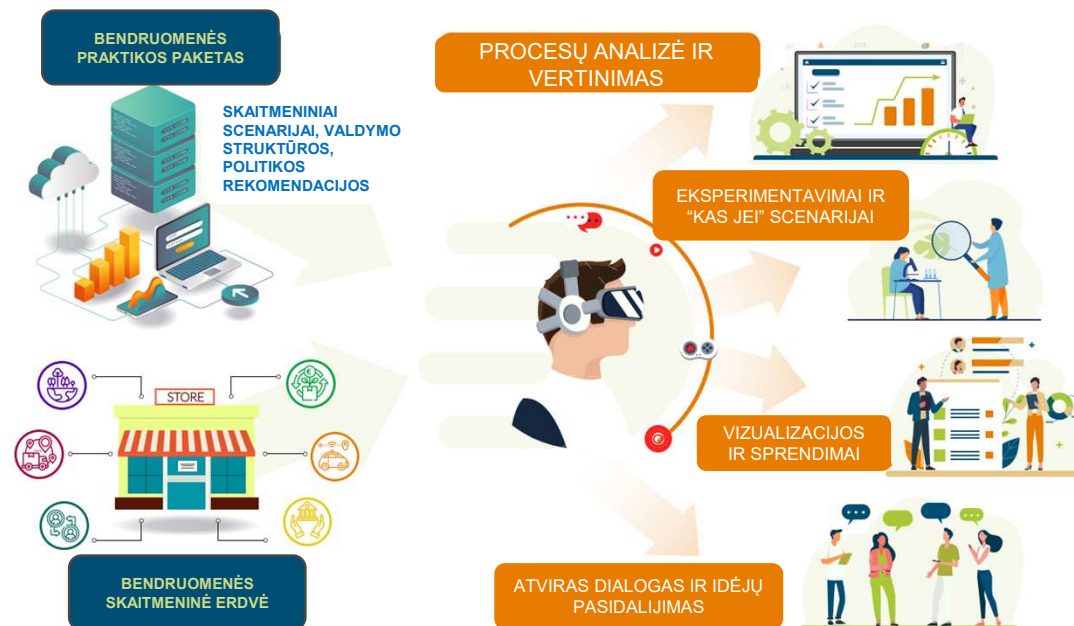 BENDRUOMENĖS
PRAKTIKOS PAKETAS
SKAITMENINIAI
SCENARIJAI, VALDYMO
STRUKTŪROS,
POLITIKOS
REKOMENDACIJOS
STORE
BENDRUOMENĖS
SKAITMENINĖ ERDVĖ
PROCESŲ ANALIZĖ IR
VERTINIMAS
EKSPERIMENTAVIMAI IR
“KAS JEI” SCENARIJAI
VIZUALIZACIJOS
IR SPRENDIMAI
ATVIRAS DIALOGAS IR IDĖJŲ
PASIDALIJIMAS